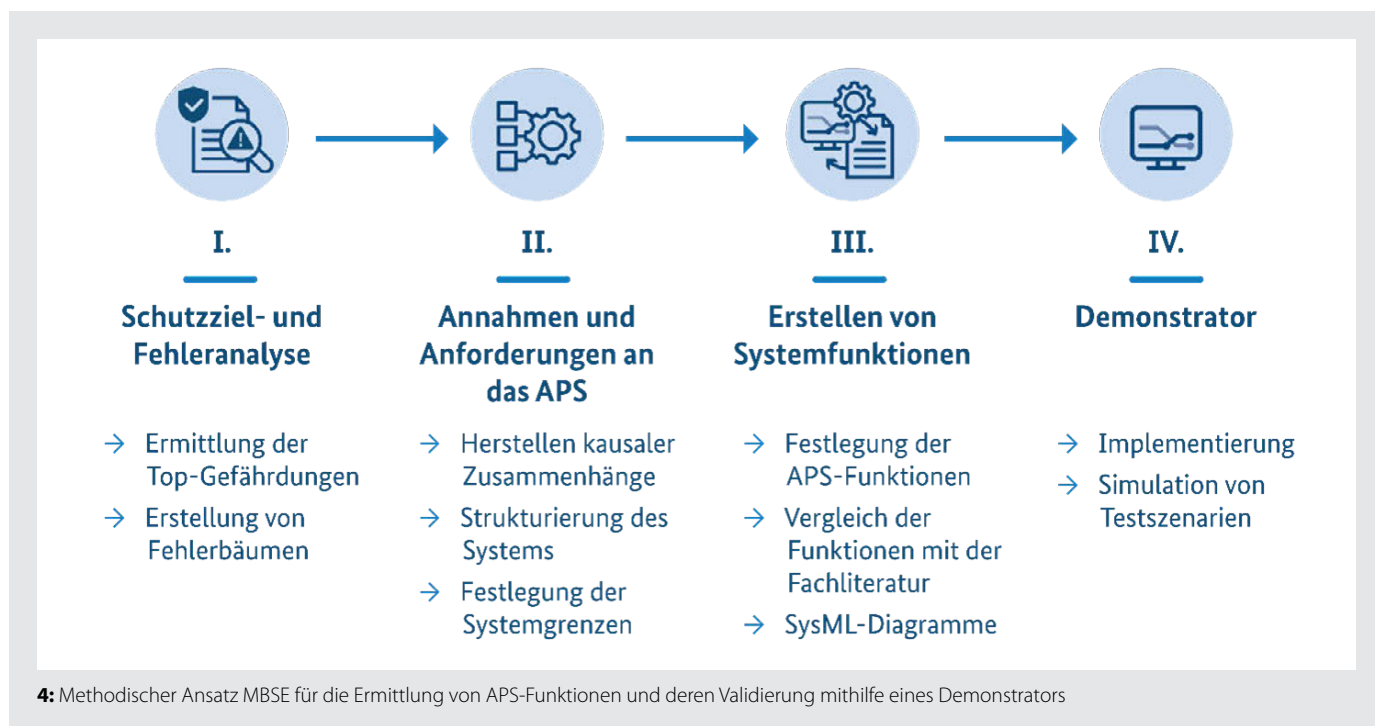 I.
Schutzziel- und
Fehleranalyse
→ Ermittlung der
Top-Gefährdungen
→ Erstellung von
Fehlerbäumen
II.
Annahmen und
Anforderungen an
das APS
→ Herstellen kausaler
Zusammenhänge
→ Strukturierung des
Systems
→ Festlegung der
Systemgrenzen
III.
Erstellen von
Systemfunktionen
→ Festlegung der
APS-Funktionen
→ Vergleich der
Funktionen mit der
Fachliteratur
→ SysML-Diagramme
IV.
Demonstrator
→ Implementierung
→ Simulation von
Testszenarien
4: Methodischer Ansatz MBSE für die Ermittlung von APS-Funktionen und deren Validierung mithilfe eines Demonstrators